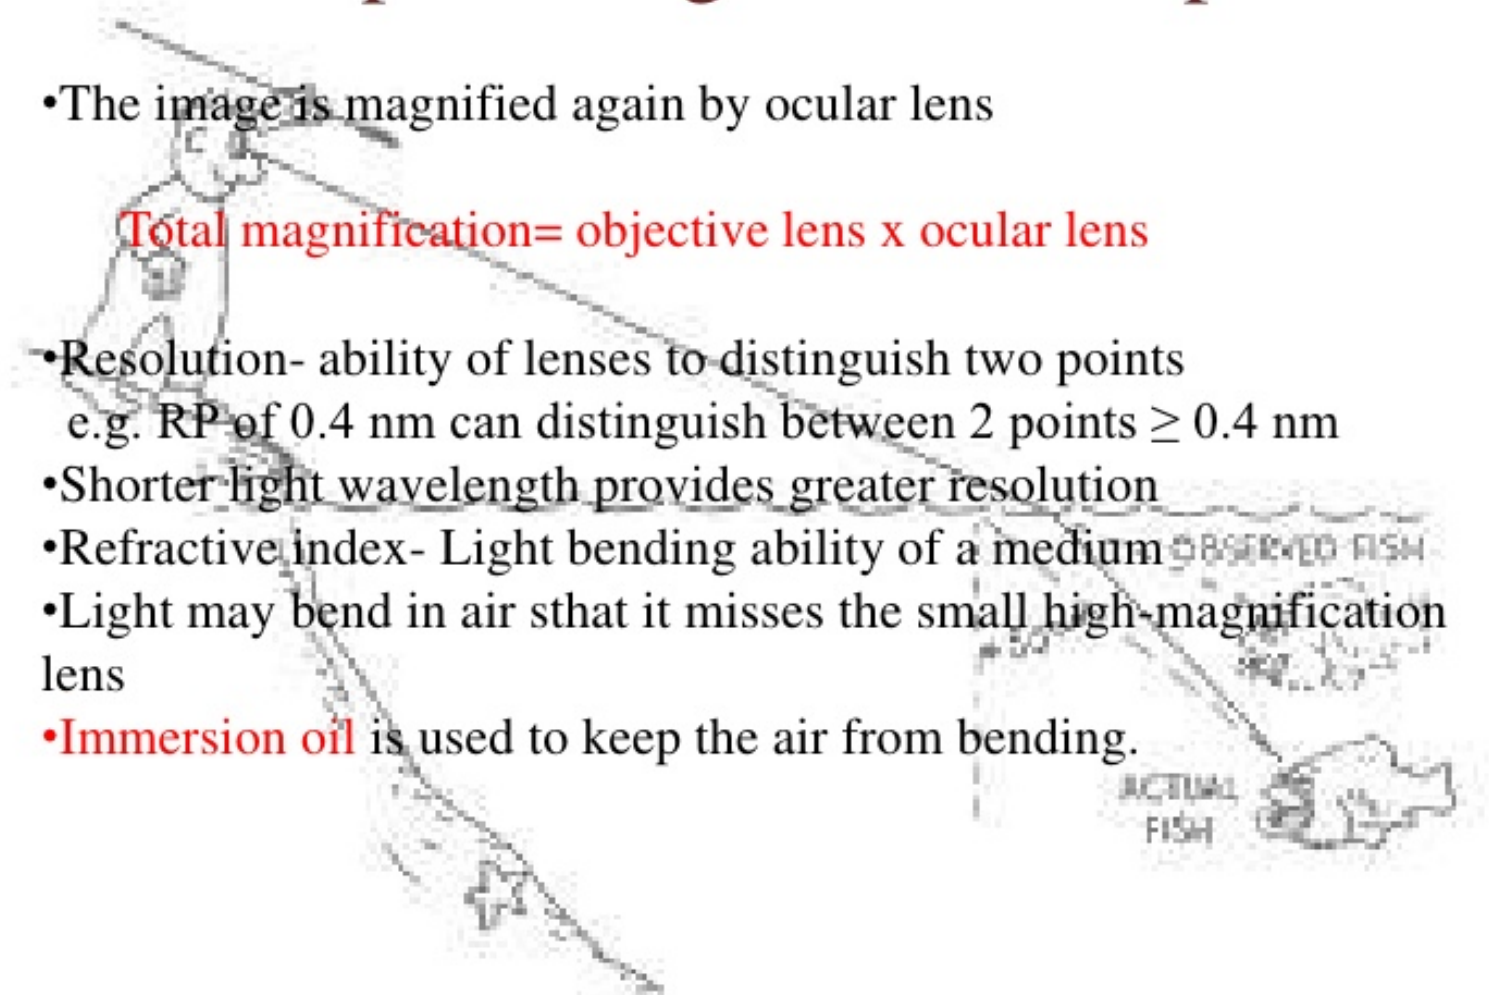 •The image is magnified again by ocular lens
Total magnification= objective lens x ocular lens
•Resolution- ability of lenses to distinguish two points
e.g. RP of 0.4 nm can distinguish between 2 points ≥ 0.4 nm
•Shorter light wavelength provides greater resolution
•Refractive index- Light bending ability of a medium
OBSERVED FISH
•Light may bend in air sthat it misses the small high-magnification
lens
•Immersion oil is used to keep the air from bending.
ACTUAL
FISH